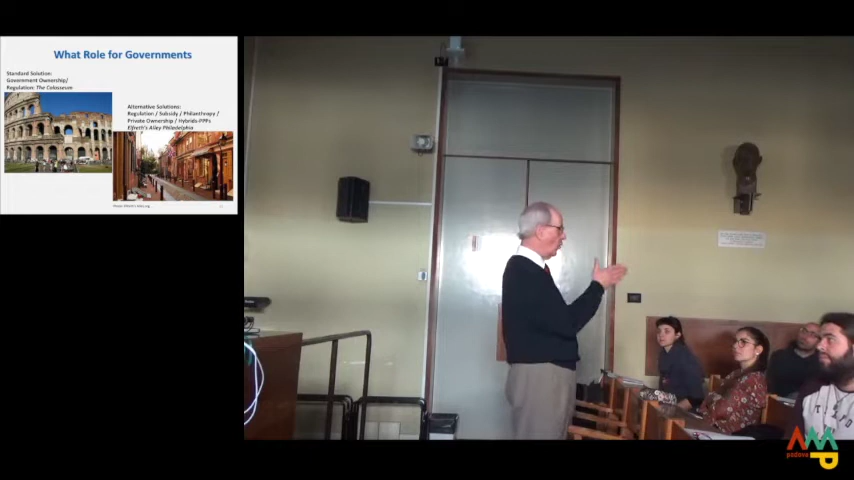 What Role for Governments
Standard Solution:
Government Ownership/
Regulation: The Colosseum
Alternative Solutions:
Regulation / Subsidy / Philanthropy /
Private Ownership / Hybrids-PPPs
Elfreth's Alley Philadelphia
padova